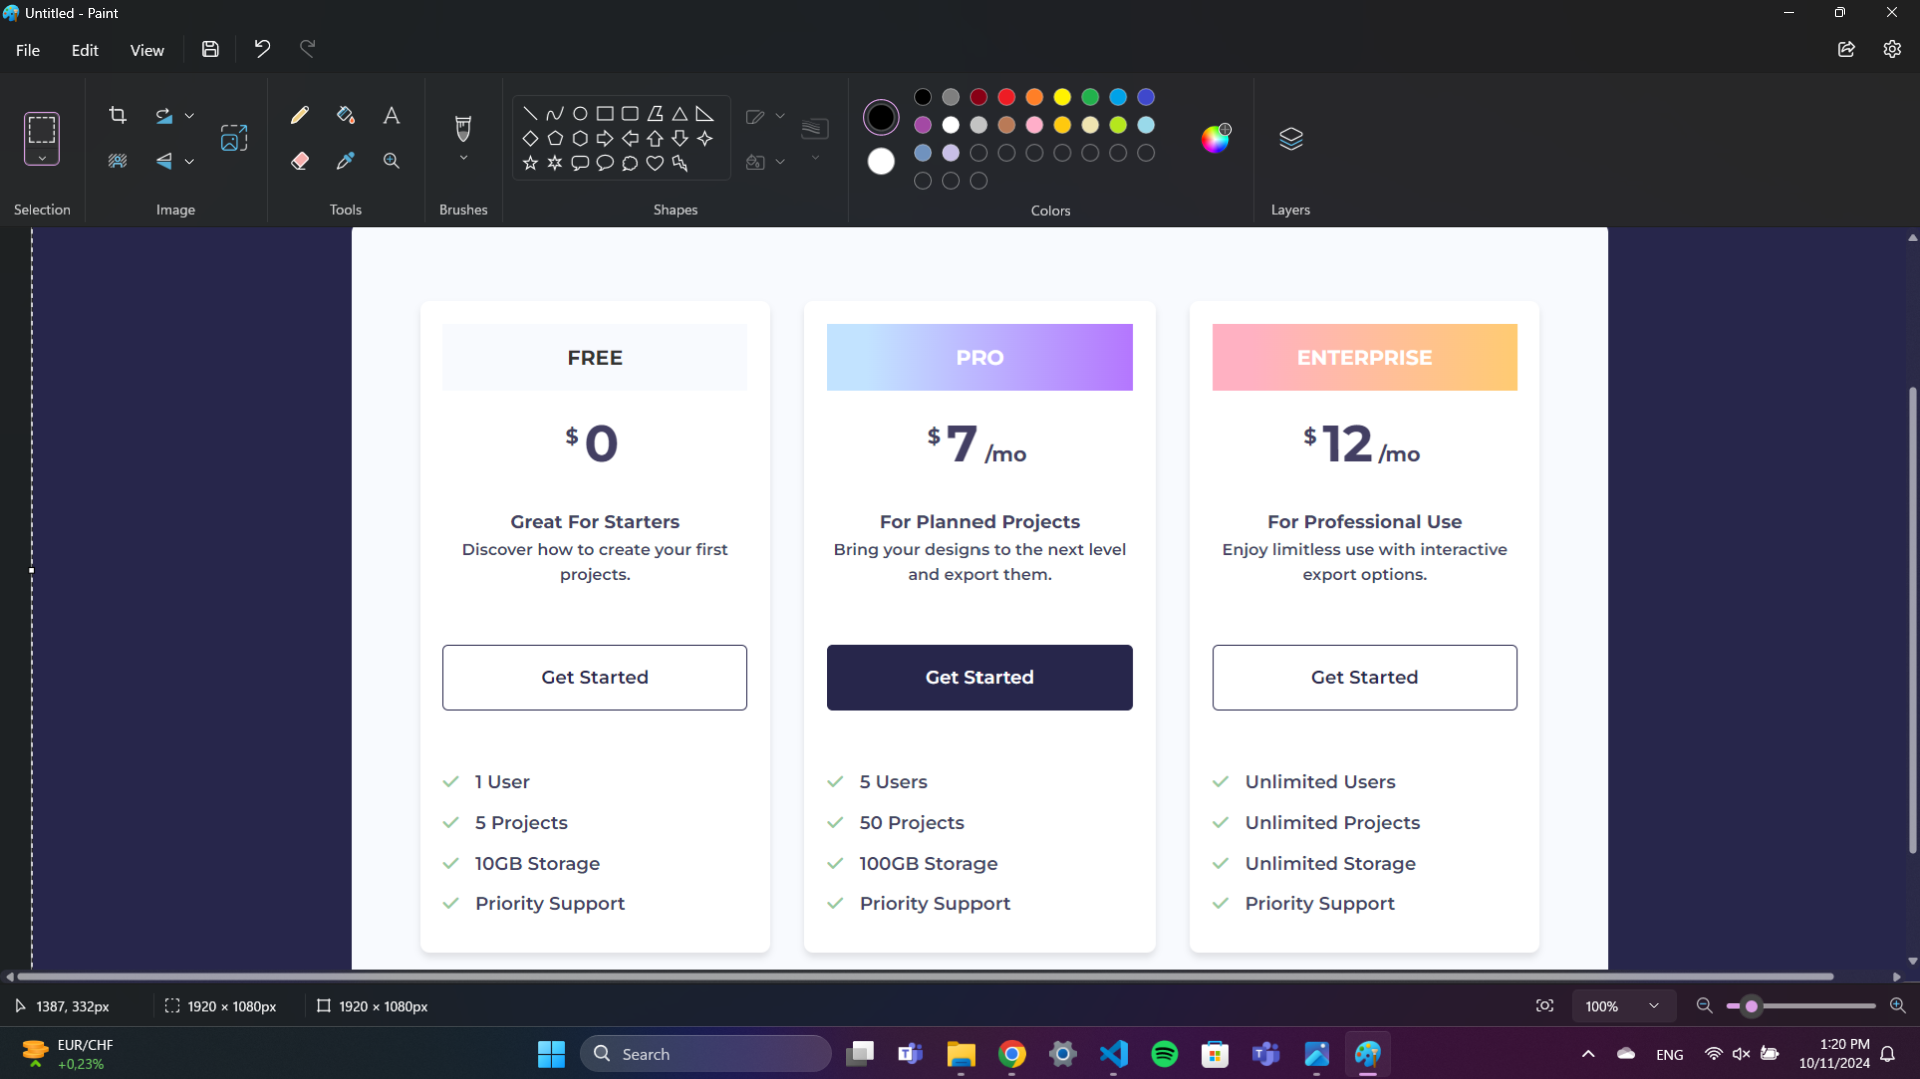 Untitled - Paint
File Edit View
Selection Image Tools Brushes Shapes Colors Layers
FREE
$ 0
Great For Starters
Discover how to create your first
projects.
Get Started
1 User
5 Projects
10GB Storage
Priority Support
PRO
$ 7 /mo
For Planned Projects
Bring your designs to the next level
and export them.
Get Started
5 Users
50 Projects
100GB Storage
Priority Support
ENTERPRISE
$ 12 /mo
For Professional Use
Enjoy limitless use with interactive
export options.
Get Started
Unlimited Users
Unlimited Projects
Unlimited Storage
Priority Support
1387, 332px 1920 × 1080px 1920 × 1080px 100%
EUR/CHF
+0,23%
Search
ENG
1:20 PM
10/11/2024